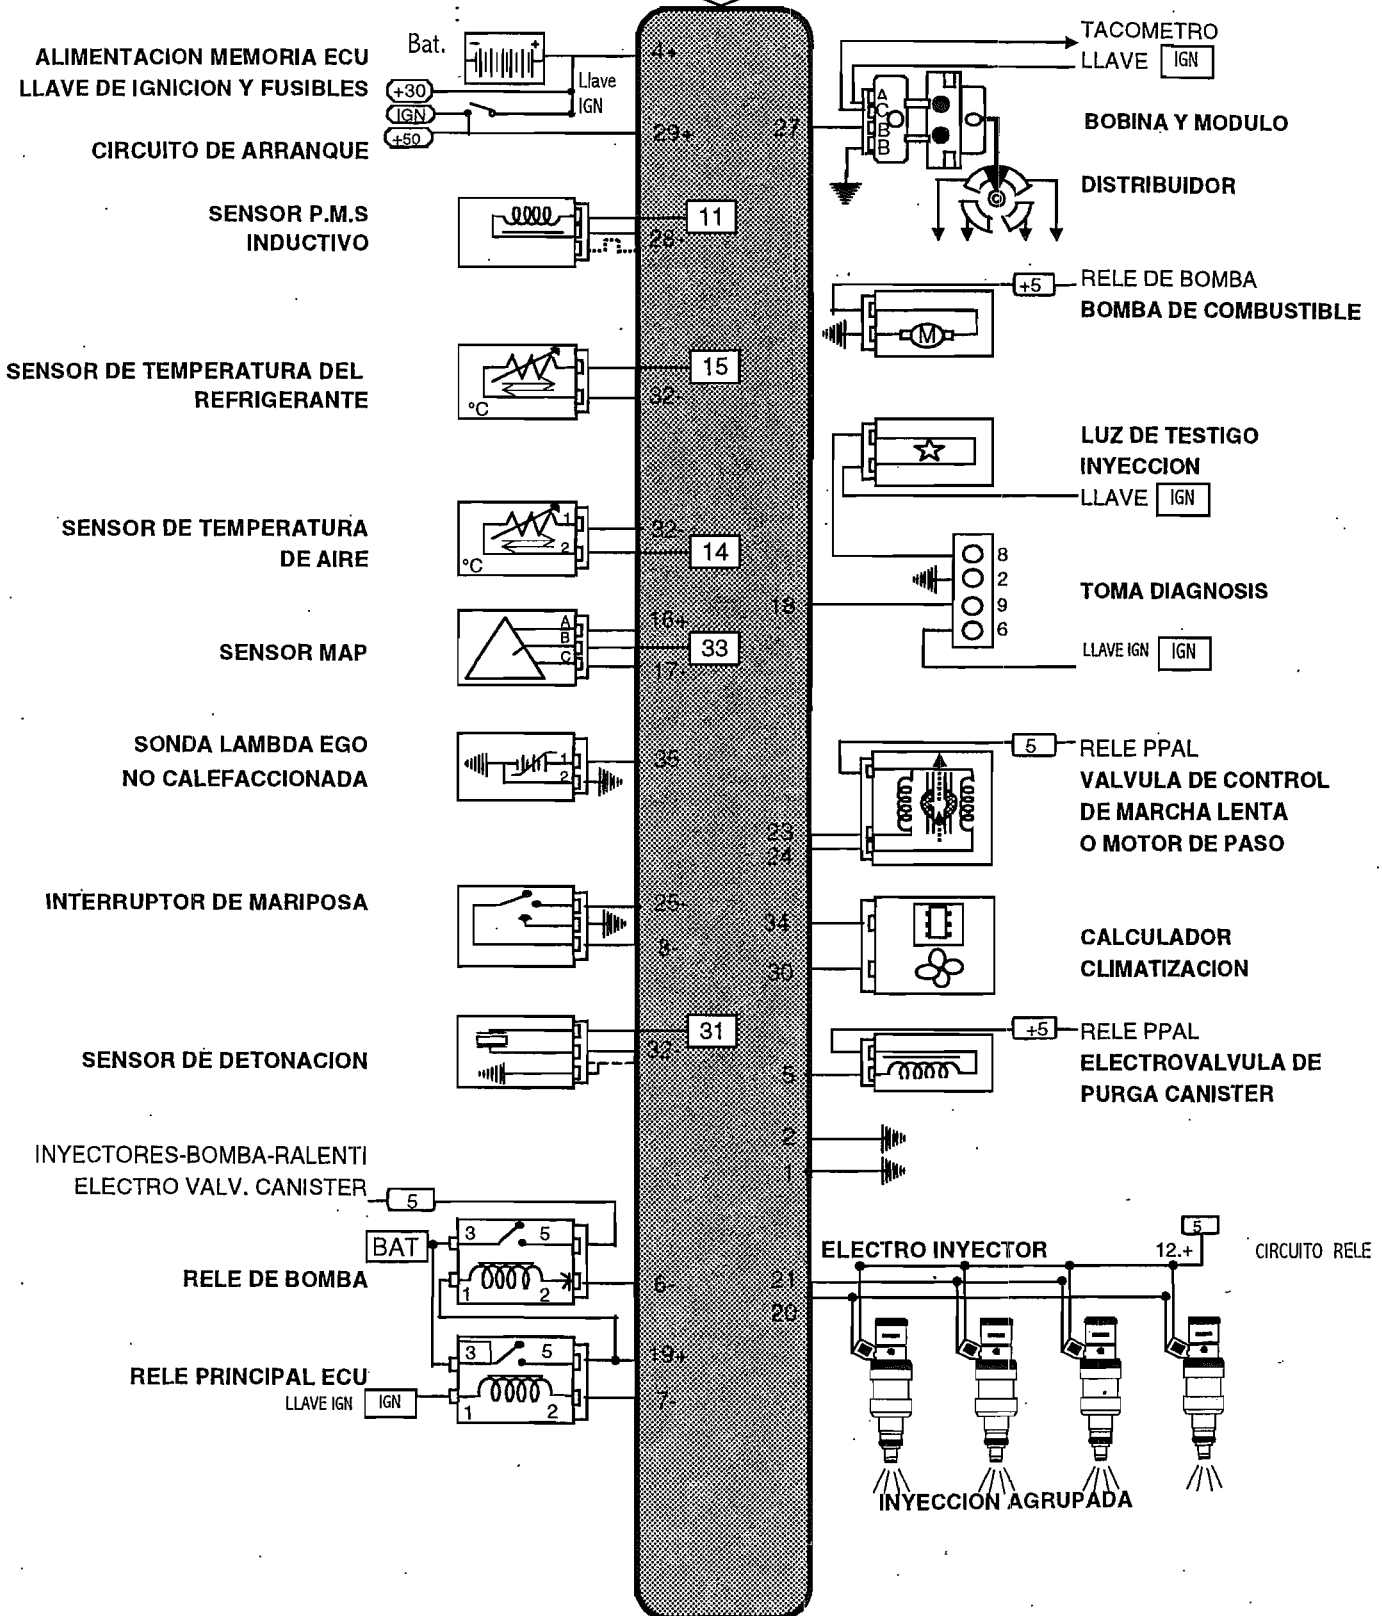 ALIMENTACION MEMORIA ECU
Bat.
- +
4+
LLAVE DE IGNICION Y FUSIBLES
+30
Llave
IGN
IGN
+50
29+
CIRCUITO DE ARRANQUE
SENSOR P.M.S
INDUCTIVO
11
28-
SENSOR DE TEMPERATURA DEL
REFRIGERANTE
°C
15
32-
SENSOR DE TEMPERATURA
DE AIRE
°C
1
2
32-
14
SENSOR MAP
A
B
C
16+
33
17-
SONDA LAMBDA EGO
NO CALEFACCIONADA
1
2
35
INTERRUPTOR DE MARIPOSA
25-
8-
SENSOR DE DETONACION
31
32-
INYECTORES-BOMBA-RALENTI
ELECTRO VALV. CANISTER
5
BAT
3 5
RELE DE BOMBA
1 2
6-
3 5
19+
RELE PRINCIPAL ECU
LLAVE IGN
IGN
1 2
7-
TACOMETRO
LLAVE IGN
27
A
C
B
B
BOBINA Y MODULO
DISTRIBUIDOR
+5
RELE DE BOMBA
BOMBA DE COMBUSTIBLE
M
LUZ DE TESTIGO
INYECCION
LLAVE IGN
8
2
9
6
18
TOMA DIAGNOSIS
LLAVE IGN IGN
5
RELE PPAL
VALVULA DE CONTROL
DE MARCHA LENTA
O MOTOR DE PASO
23
24
34
30
CALCULADOR
CLIMATIZACION
+5
RELE PPAL
ELECTROVALVULA DE
PURGA CANISTER
5
2
1
5
ELECTRO INYECTOR
12.+
CIRCUITO RELE
21
20
INYECCION AGRUPADA